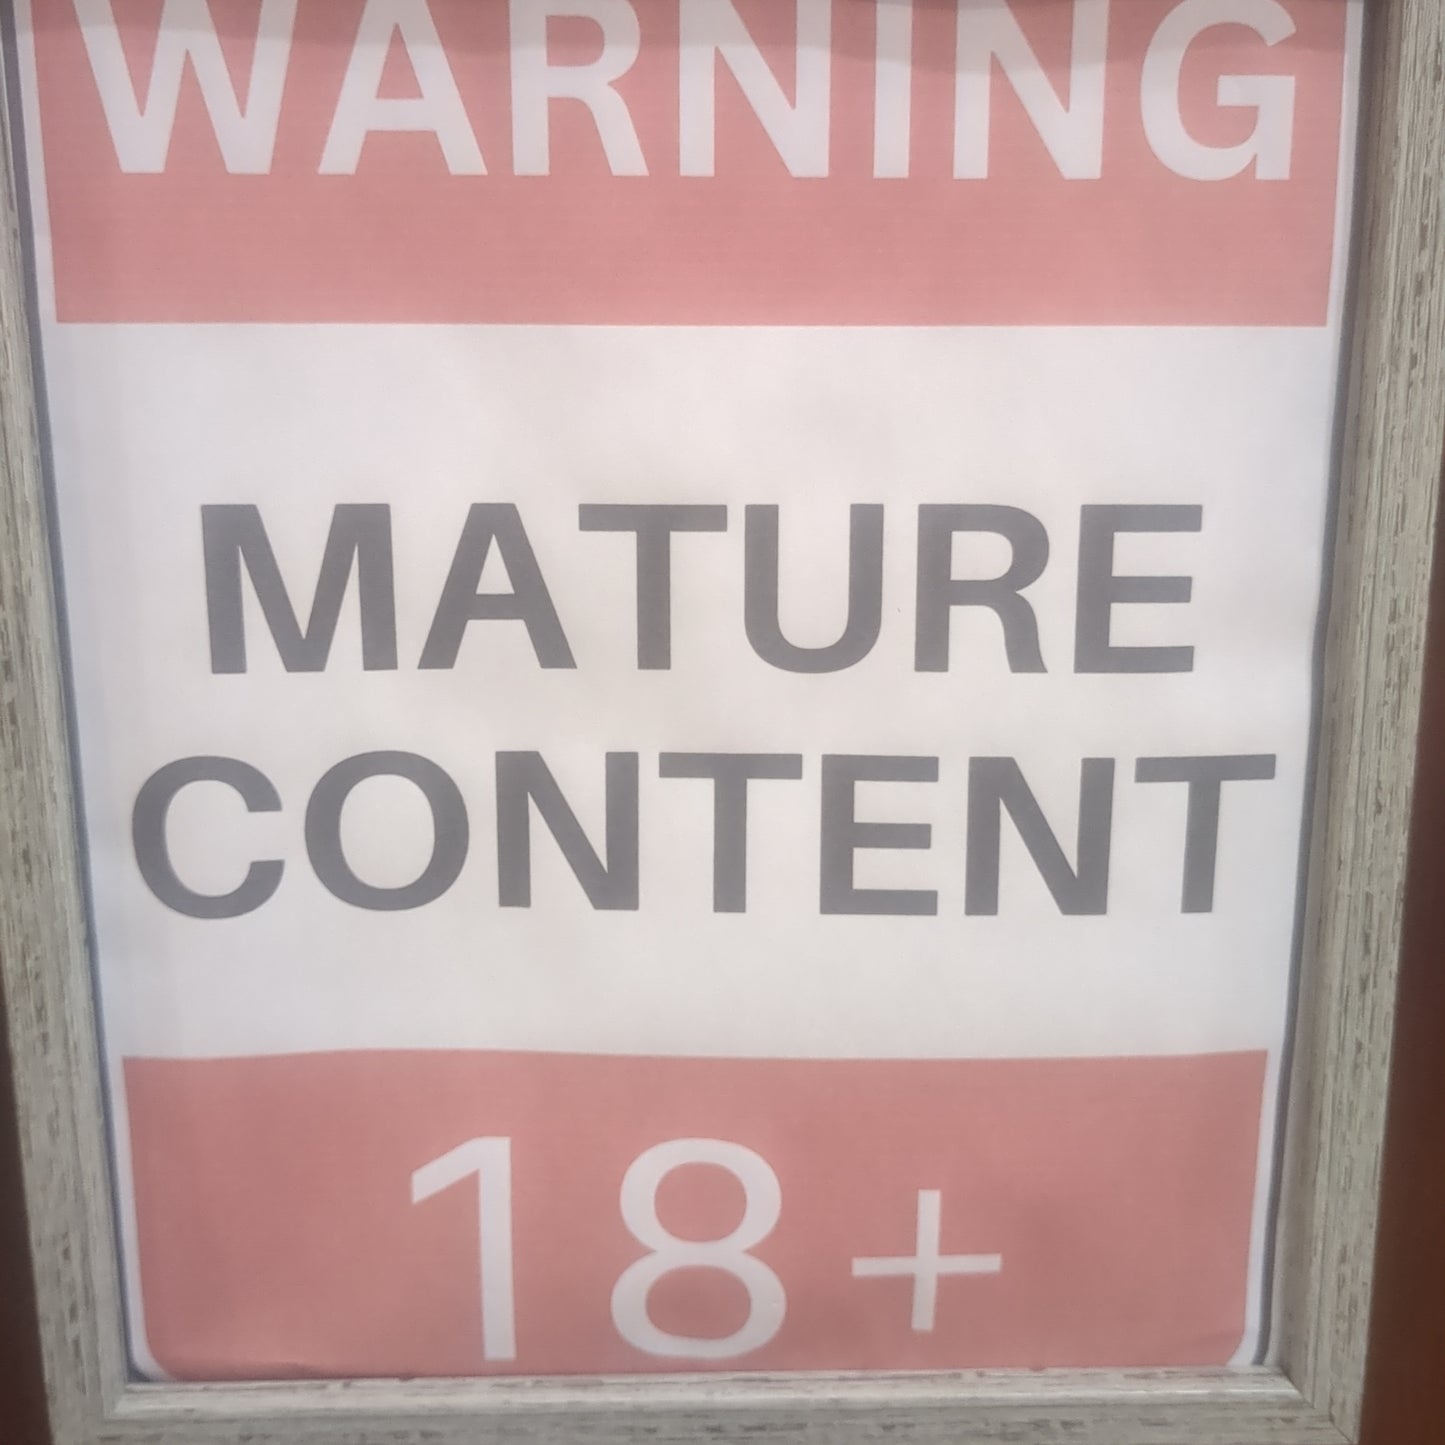 WARNING
MATURE
CONTENT
18+